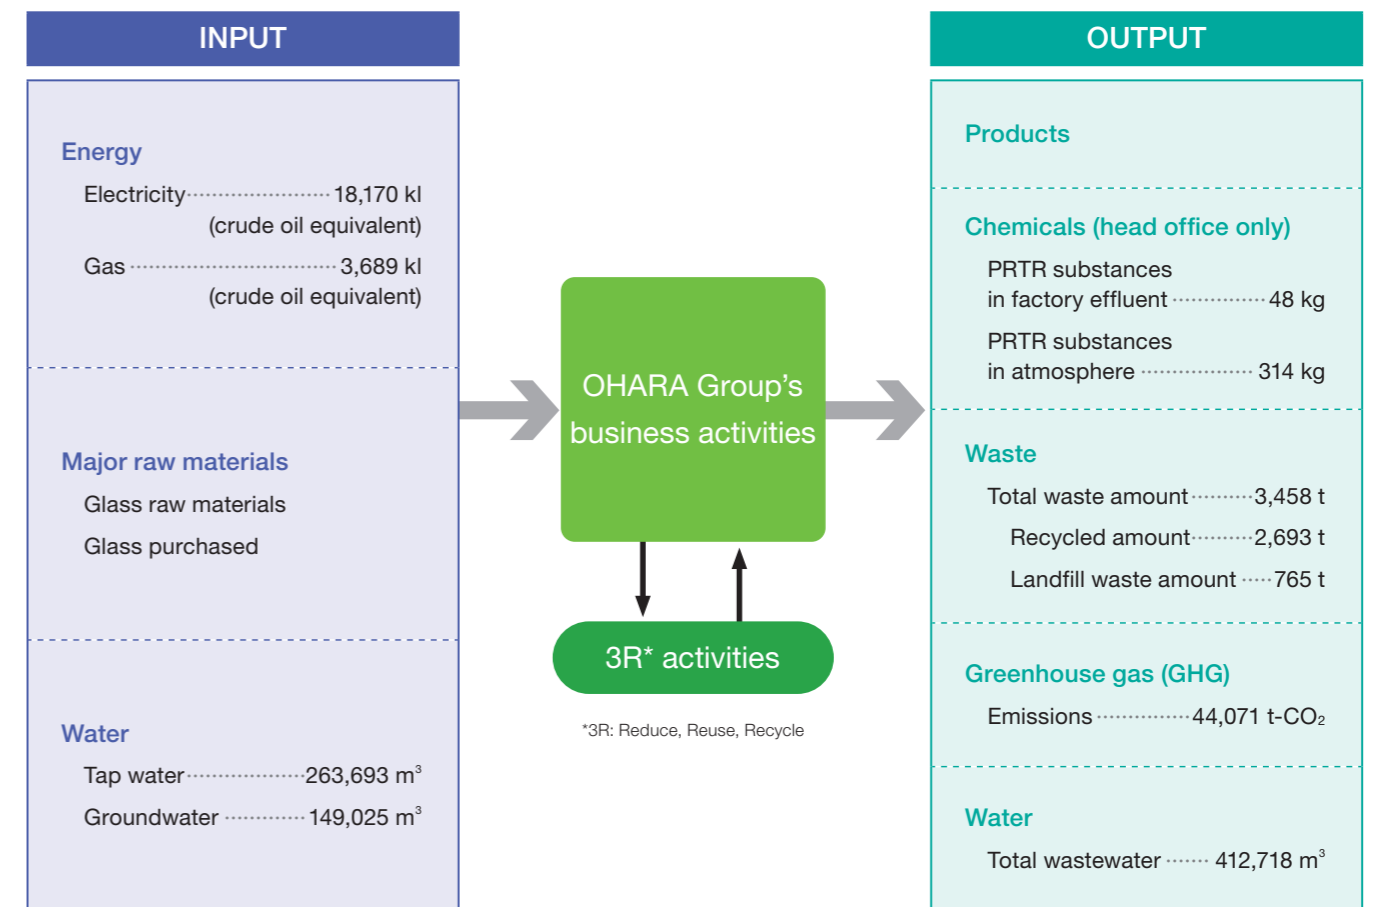 INPUT
Energy
Electricity 18,170 kl
(crude oil equivalent)
Gas 3,689 kl
(crude oil equivalent)
Major raw materials
Glass raw materials
Glass purchased
Water
Tap water 263,693 m³
Groundwater 149,025 m³
OHARA Group's
business activities
3R* activities
*3R: Reduce, Reuse, Recycle
OUTPUT
Products
Chemicals (head office only)
PRTR substances
in factory effluent 48 kg
PRTR substances
in atmosphere 314 kg
Waste
Total waste amount 3,458 t
Recycled amount 2,693 t
Landfill waste amount 765 t
Greenhouse gas (GHG)
Emissions 44,071 t-CO₂
Water
Total wastewater 412,718 m³